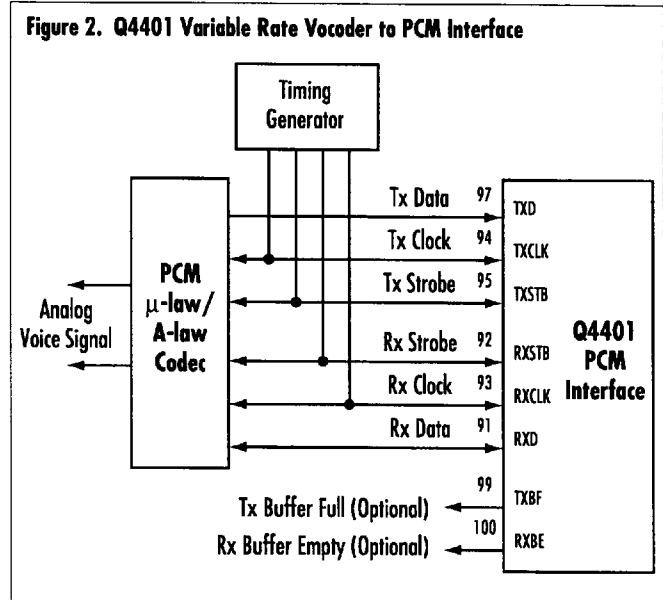 Figure 2. Q4401 Variable Rate Vocoder to PCM Interface
Timing
Generator
Tx Data 97 TXD
Tx Clock 94 TXCLK
Tx Strobe 95 TXSTB
PCM
μ-law/
A-law
Codec
Analog
Voice Signal
Rx Strobe 92 RXSTB
Rx Clock 93 RXCLK
Rx Data 91 RXD
Q4401
PCM
Interface
Tx Buffer Full (Optional) 99 TXBF
Rx Buffer Empty (Optional) 100 RXBE